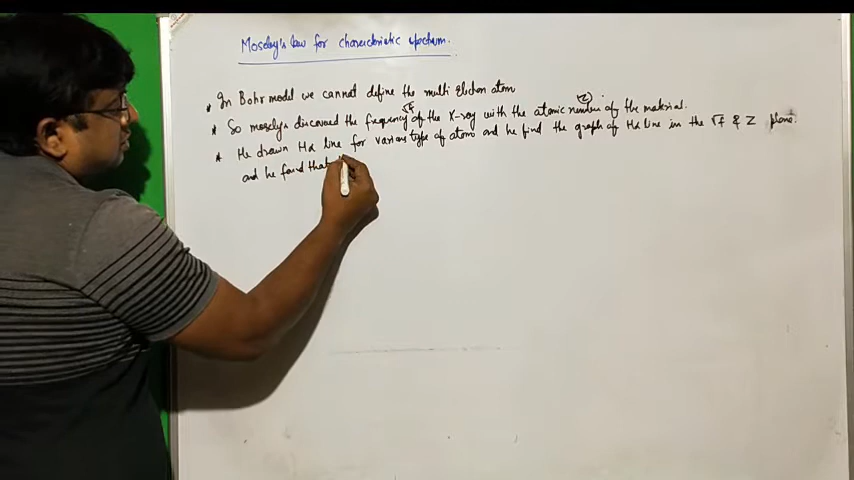 Moseley's law for characteristic spectrum.
* In Bohr model we cannot define the multi electron atom
(f) (Z)
* So mosely's discovered the frequency of the X-ray with the atomic number of the material.
* He drawn Hα line for various type of atom and he find the graph of Hα line in the √f & Z plane.
and he found that